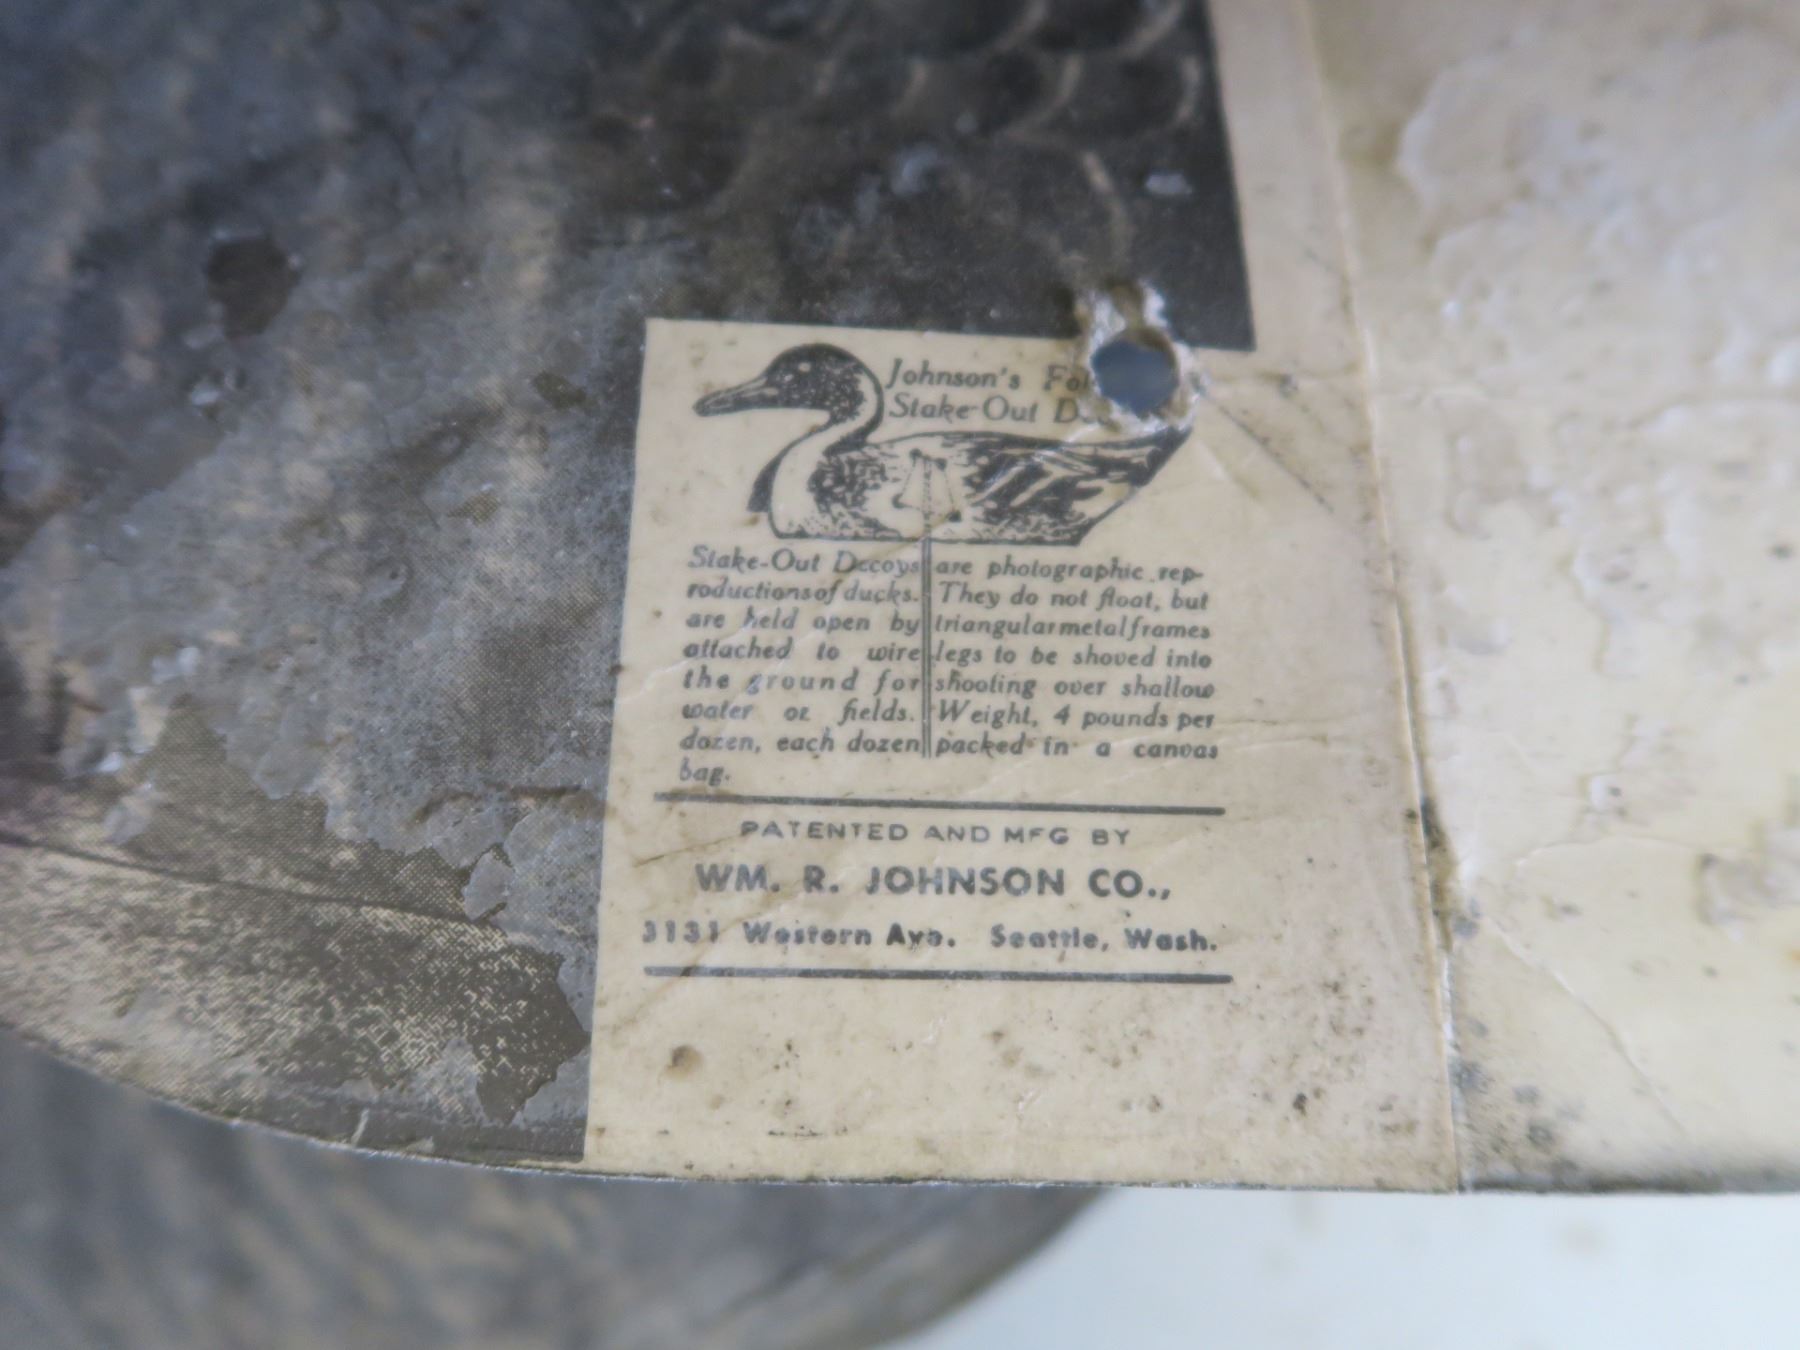 Johnson's
Stake-Out
Stake-Out Decoys are photographic rep-
roductions of ducks. They do not float, but
are held open by triangular metal frames
attached to wire legs to be shoved into
the ground for shooting over shallow
water or fields. Weight, 4 pounds per
dozen, each dozen packed in a canvas
bag.
PATENTED AND MFG BY
WM. R. JOHNSON CO.,
3131 Western Ave. Seattle, Wash.